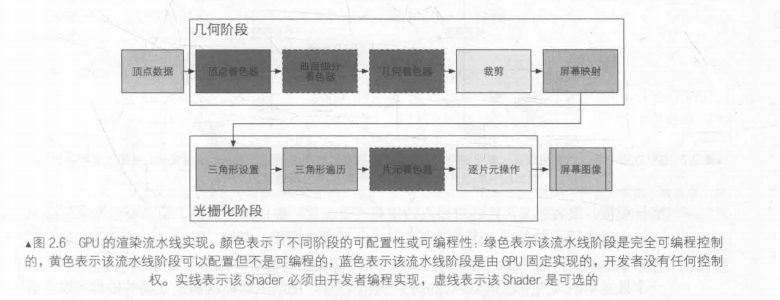 几何阶段
顶点数据
顶点着色器
曲面细分
着色器
几何着色器
裁剪
屏幕映射
三角形设置
三角形遍历
片元着色器
逐片元操作
屏幕图像
光栅化阶段
▲图 2.6 GPU 的渲染流水线实现。颜色表示了不同阶段的可配置性或可编程性：绿色表示该流水线阶段是完全可编程控制
的，黄色表示该流水线阶段可以配置但不是可编程的，蓝色表示该流水线阶段是由 GPU 固定实现的，开发者没有任何控制
权。实线表示该 Shader 必须由开发者编程实现，虚线表示该 Shader 是可选的